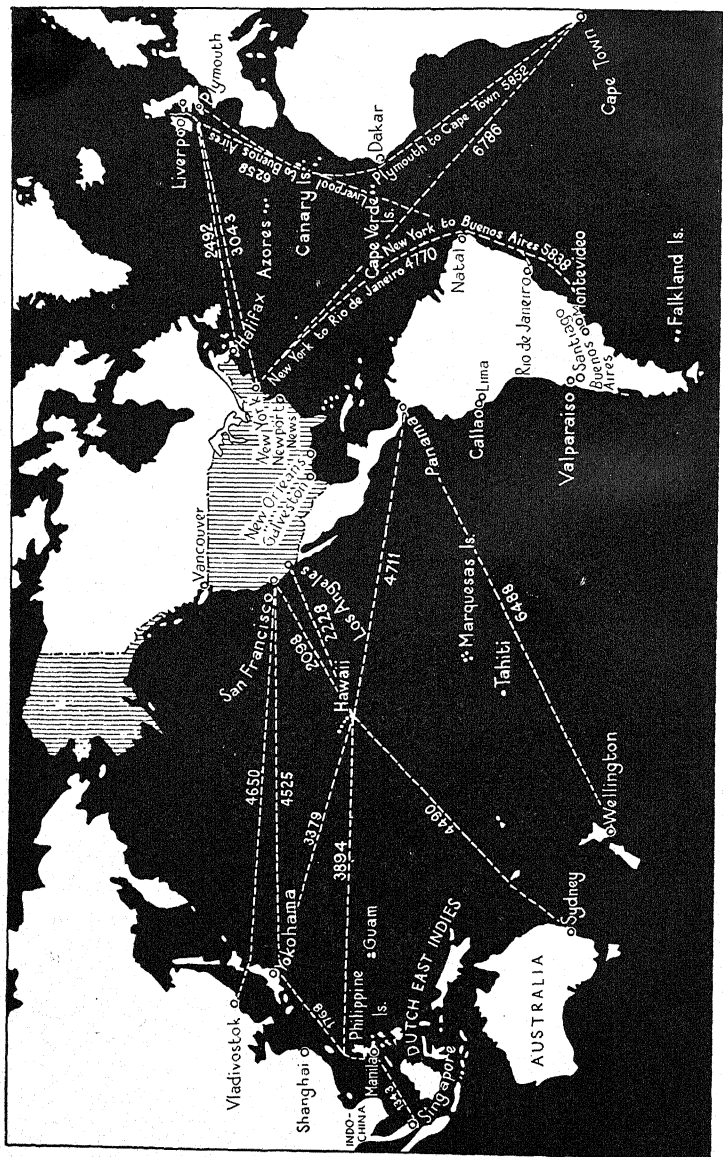 Vladivostok
Shanghai
INDO-
CHINA
Manila
Singapore
Yokohama
Philippine
Is.
Guam
DUTCH EAST INDIES
AUSTRALIA
Sydney
Wellington
Vancouver
San Francisco
Los Angeles
Hawaii
Marquesas Is.
Tahiti
4650
4525
3379
3894
1768
1343
2098
2228
4711
4490
6488
New Orleans
Galveston
New York
Newport
News
Halifax
Panama
Callao
Lima
Valparaiso
Santiago
Buenos
Aires
Montevideo
Rio de Janeiro
Natal
Falkland Is.
Liverpool
Plymouth
Azores
Canary Is.
Cape Verde
Is.
Dakar
Cape Town
2492
3043
Liverpool to Buenos Aires
6258
Plymouth to Cape Town 5852
6786
New York to Buenos Aires 5838
New York to Rio de Janeiro 4770